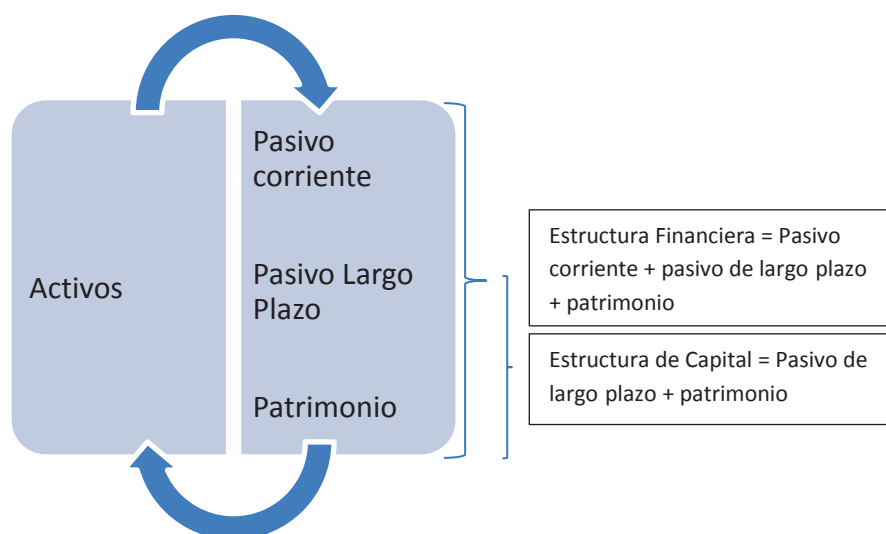 Activos
Pasivo
corriente
Pasivo Largo
Plazo
Patrimonio
Estructura Financiera = Pasivo
corriente + pasivo de largo plazo
+ patrimonio
Estructura de Capital = Pasivo de
largo plazo + patrimonio